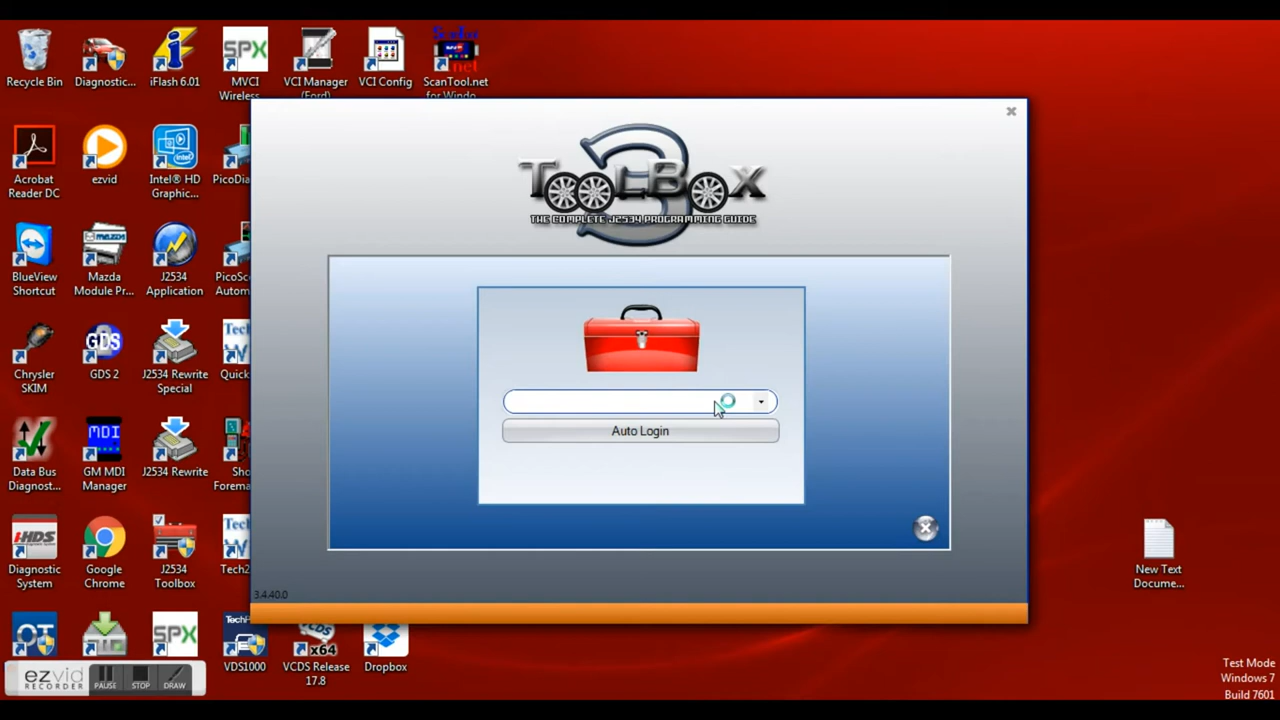 Recycle Bin
Diagnostic...
iFlash 6.01
SPX
MVCI
Wireless
VCI Manager
(Ford)
VCI Config
ScanTool.net
for Windo...
Acrobat
Reader DC
ezvid
Intel® HD
Graphic...
PicoDia
BlueView
Shortcut
mazda
Mazda
Module Pr...
J2534
Application
PicoSc
Autom
Chrysler
SKIM
GDS
GDS 2
J2534 Rewrite
Special
Tech
W
Quick
Data Bus
Diagnost...
MDI
GM MDI
Manager
J2534 Rewrite
Sho
Forema
i-HDS
Diagnostic
System
Google
Chrome
J2534
Toolbox
Tech
W
Tech2
OT
SPX
VDS1000
VCDS
x64
VCDS Release
17.8
Dropbox
ezvid
RECORDER
PAUSE
STOP
DRAW
3
TOOLBOX
THE COMPLETE J2534 PROGRAMMING GUIDE
Auto Login
3.4.40.0
New Text
Docume...
Test Mode
Windows 7
Build 7601